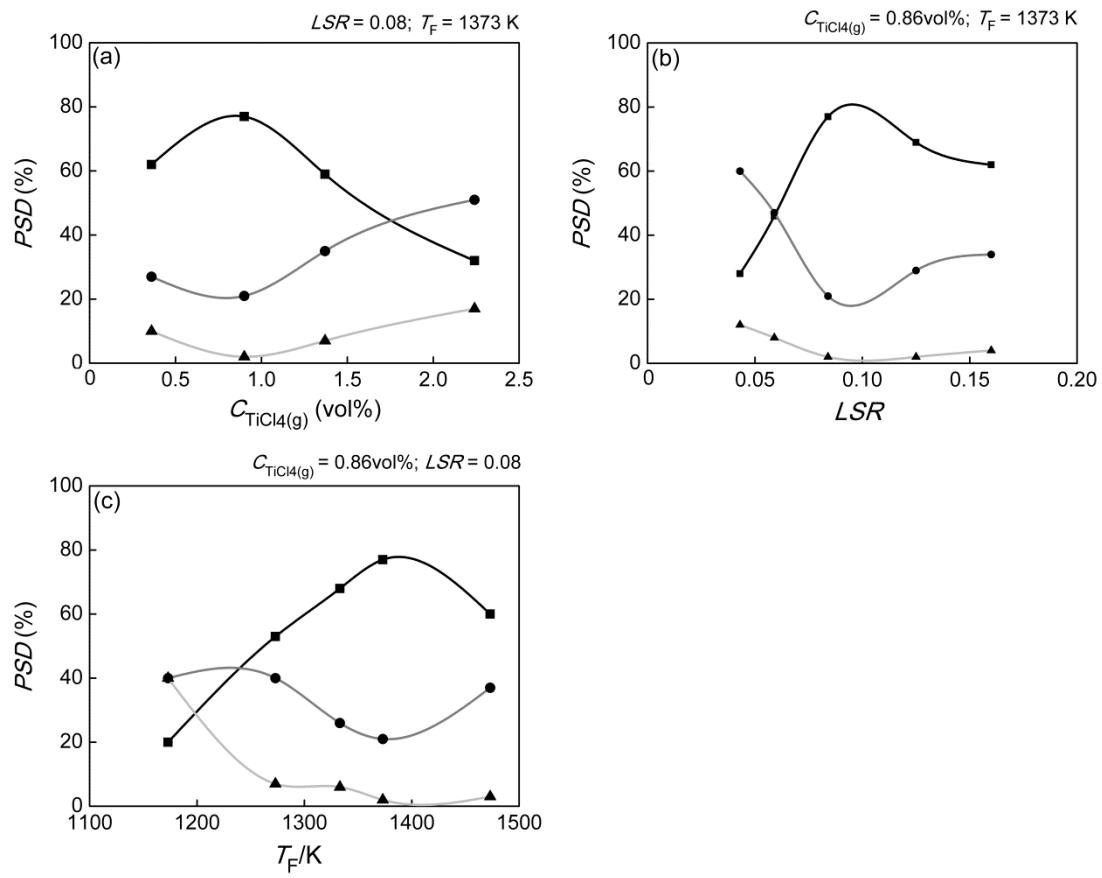 LSR = 0.08; TF = 1373 K
(a)
PSD (%)
100
80
60
40
20
0
0 0.5 1.0 1.5 2.0 2.5
CTiCl4(g) (vol%)
CTiCl4(g) = 0.86vol%; TF = 1373 K
(b)
PSD (%)
100
80
60
40
20
0
0 0.05 0.10 0.15 0.20
LSR
CTiCl4(g) = 0.86vol%; LSR = 0.08
(c)
PSD (%)
100
80
60
40
20
0
1100 1200 1300 1400 1500
TF/K